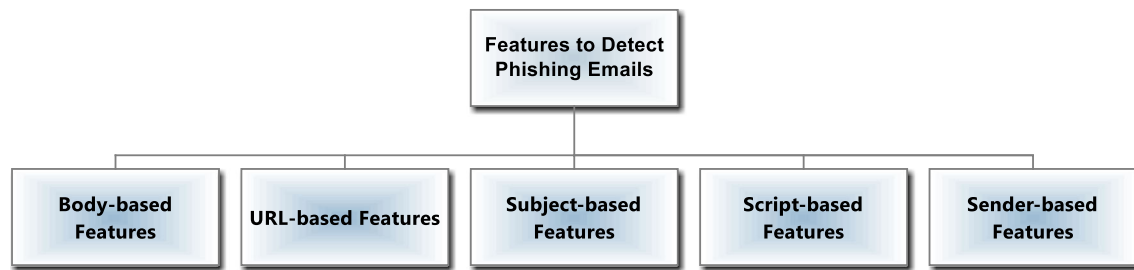 Features to Detect
Phishing Emails
Body-based
Features
URL-based Features
Subject-based
Features
Script-based
Features
Sender-based
Features